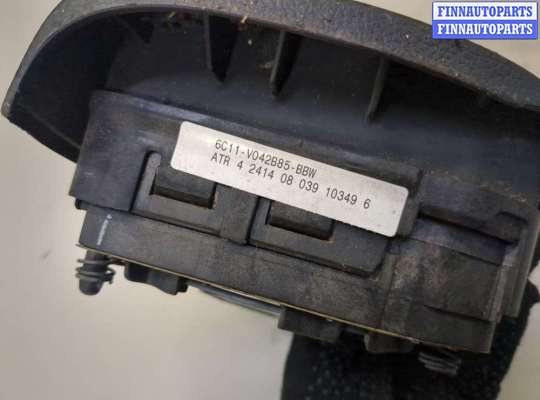 FINNAUTOPARTS
FINNAUTOPARTS
6C11-V042B85-BBW
ATR 4 2414 08 039 10349 6